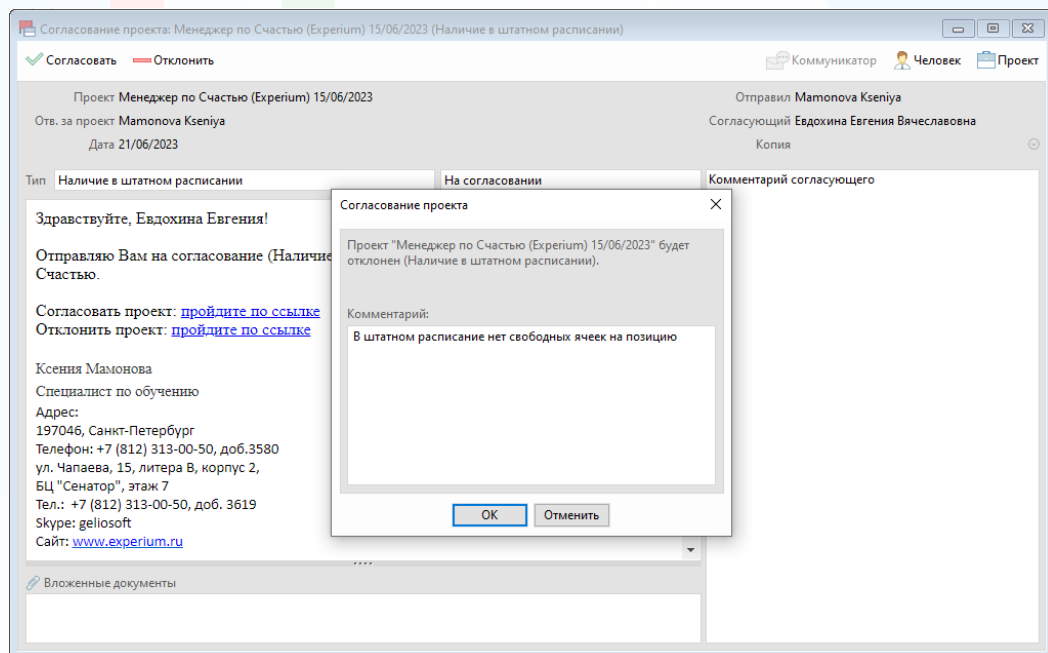 Согласование проекта: Менеджер по Счастью (Experium) 15/06/2023 (Наличие в штатном расписании)
Согласовать Отклонить Коммуникатор Человек Проект
Проект Менеджер по Счастью (Experium) 15/06/2023 Отправил Mamonova Kseniya
Отв. за проект Mamonova Kseniya Согласующий Евдохина Евгения Вячеславовна
Дата 21/06/2023 Копия
Тип Наличие в штатном расписании На согласовании Комментарий согласующего
Здравствуйте, Евдохина Евгения!
Отправляю Вам на согласование (Наличие
Счастью.
Согласовать проект: пройдите по ссылке
Отклонить проект: пройдите по ссылке
Ксения Мамонова
Специалист по обучению
Адрес:
197046, Санкт-Петербург
Телефон: +7 (812) 313-00-50, доб.3580
ул. Чапаева, 15, литера В, корпус 2,
БЦ "Сенатор", этаж 7
Тел.: +7 (812) 313-00-50, доб. 3619
Skype: geliosoft
Сайт: www.experium.ru
Вложенные документы
Согласование проекта
Проект "Менеджер по Счастью (Experium) 15/06/2023" будет
отклонен (Наличие в штатном расписании).
Комментарий:
В штатном расписание нет свободных ячеек на позицию
OK Отменить